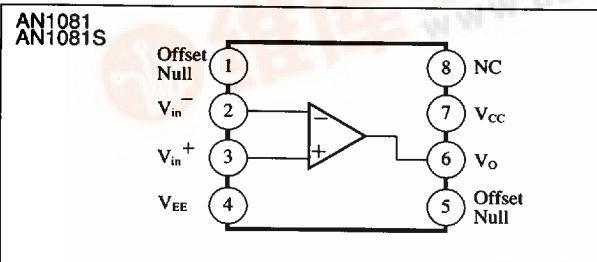 AN1081
AN1081S
Offset
Null
1
8
NC
Vin−
2
−
7
VCC
Vin+
3
+
6
VO
VEE
4
5
Offset
Null